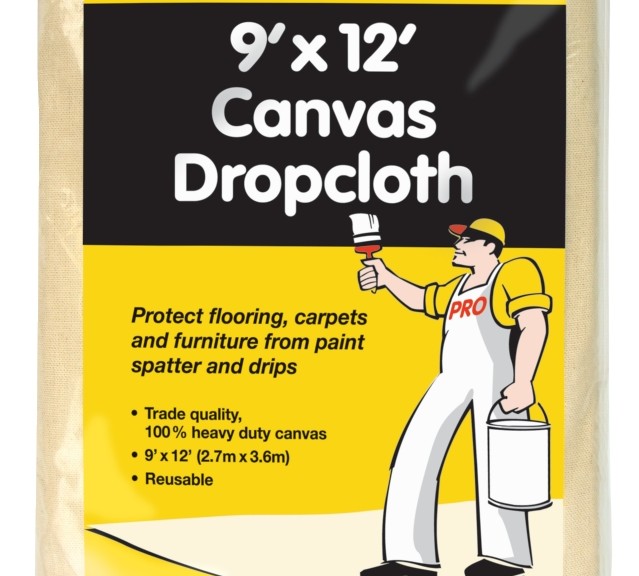 9' x 12'
Canvas
Dropcloth
PRO
Protect flooring, carpets
and furniture from paint
spatter and drips
• Trade quality,
100% heavy duty canvas
• 9' x 12' (2.7m x 3.6m)
• Reusable